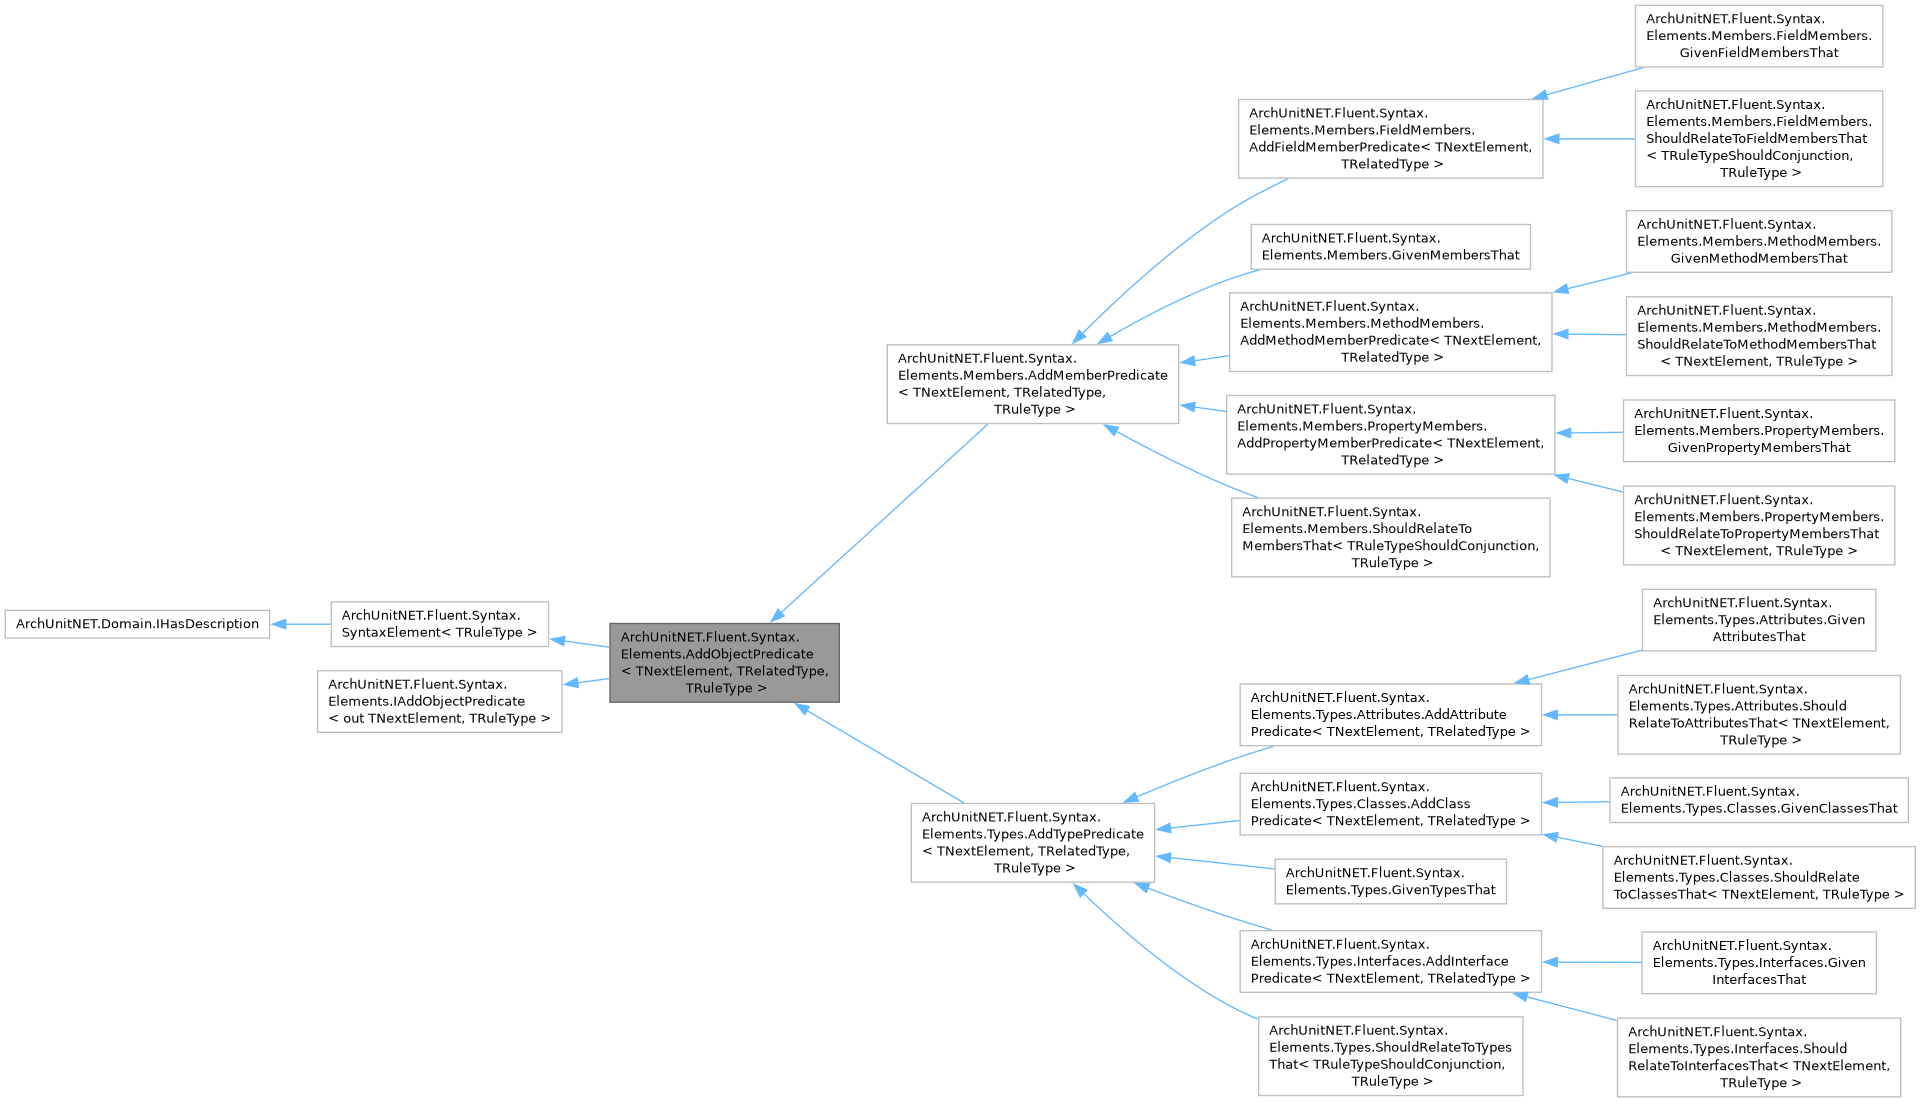 ArchUnitNET.Domain.IHasDescription
ArchUnitNET.Fluent.Syntax.
SyntaxElement< TRuleType >
ArchUnitNET.Fluent.Syntax.
Elements.IAddObjectPredicate
< out TNextElement, TRuleType >
ArchUnitNET.Fluent.Syntax.
Elements.AddObjectPredicate
< TNextElement, TRelatedType,
TRuleType >
ArchUnitNET.Fluent.Syntax.
Elements.Members.AddMemberPredicate
< TNextElement, TRelatedType,
TRuleType >
ArchUnitNET.Fluent.Syntax.
Elements.Types.AddTypePredicate
< TNextElement, TRelatedType,
TRuleType >
ArchUnitNET.Fluent.Syntax.
Elements.Members.FieldMembers.
AddFieldMemberPredicate< TNextElement,
TRelatedType >
ArchUnitNET.Fluent.Syntax.
Elements.Members.GivenMembersThat
ArchUnitNET.Fluent.Syntax.
Elements.Members.MethodMembers.
AddMethodMemberPredicate< TNextElement,
TRelatedType >
ArchUnitNET.Fluent.Syntax.
Elements.Members.PropertyMembers.
AddPropertyMemberPredicate< TNextElement,
TRelatedType >
ArchUnitNET.Fluent.Syntax.
Elements.Members.ShouldRelateTo
MembersThat< TRuleTypeShouldConjunction,
TRuleType >
ArchUnitNET.Fluent.Syntax.
Elements.Types.Attributes.AddAttribute
Predicate< TNextElement, TRelatedType >
ArchUnitNET.Fluent.Syntax.
Elements.Types.Classes.AddClass
Predicate< TNextElement, TRelatedType >
ArchUnitNET.Fluent.Syntax.
Elements.Types.GivenTypesThat
ArchUnitNET.Fluent.Syntax.
Elements.Types.Interfaces.AddInterface
Predicate< TNextElement, TRelatedType >
ArchUnitNET.Fluent.Syntax.
Elements.Types.ShouldRelateToTypes
That< TRuleTypeShouldConjunction,
TRuleType >
ArchUnitNET.Fluent.Syntax.
Elements.Members.FieldMembers.
GivenFieldMembersThat
ArchUnitNET.Fluent.Syntax.
Elements.Members.FieldMembers.
ShouldRelateToFieldMembersThat
< TRuleTypeShouldConjunction,
TRuleType >
ArchUnitNET.Fluent.Syntax.
Elements.Members.MethodMembers.
GivenMethodMembersThat
ArchUnitNET.Fluent.Syntax.
Elements.Members.MethodMembers.
ShouldRelateToMethodMembersThat
< TNextElement, TRuleType >
ArchUnitNET.Fluent.Syntax.
Elements.Members.PropertyMembers.
GivenPropertyMembersThat
ArchUnitNET.Fluent.Syntax.
Elements.Members.PropertyMembers.
ShouldRelateToPropertyMembersThat
< TNextElement, TRuleType >
ArchUnitNET.Fluent.Syntax.
Elements.Types.Attributes.Given
AttributesThat
ArchUnitNET.Fluent.Syntax.
Elements.Types.Attributes.Should
RelateToAttributesThat< TNextElement,
TRuleType >
ArchUnitNET.Fluent.Syntax.
Elements.Types.Classes.GivenClassesThat
ArchUnitNET.Fluent.Syntax.
Elements.Types.Classes.ShouldRelate
ToClassesThat< TNextElement, TRuleType >
ArchUnitNET.Fluent.Syntax.
Elements.Types.Interfaces.Given
InterfacesThat
ArchUnitNET.Fluent.Syntax.
Elements.Types.Interfaces.Should
RelateToInterfacesThat< TNextElement,
TRuleType >